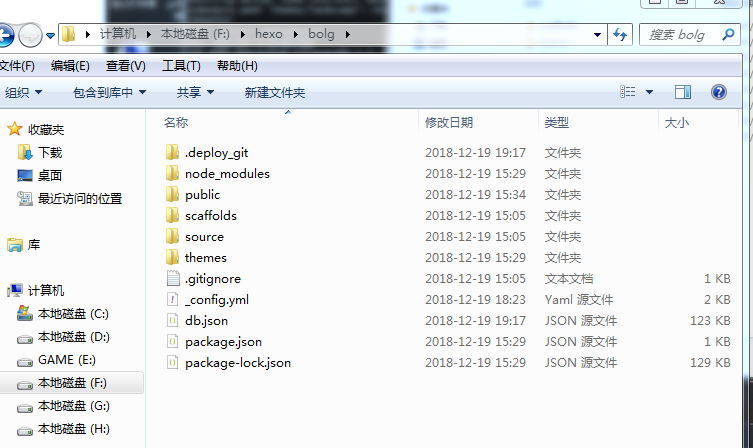 计算机 本地磁盘 (F:) hexo bolg 搜索 bolg
文件(F) 编辑(E) 查看(V) 工具(T) 帮助(H)
组织 包含到库中 共享 新建文件夹
名称 修改日期 类型 大小
收藏夹
下载
桌面
最近访问的位置
库
计算机
本地磁盘 (C:)
本地磁盘 (D:)
GAME (E:)
本地磁盘 (F:)
本地磁盘 (G:)
本地磁盘 (H:)
.deploy_git 2018-12-19 19:17 文件夹
node_modules 2018-12-19 15:29 文件夹
public 2018-12-19 15:34 文件夹
scaffolds 2018-12-19 15:05 文件夹
source 2018-12-19 15:05 文件夹
themes 2018-12-19 15:29 文件夹
.gitignore 2018-12-19 15:05 文本文档 1 KB
_config.yml 2018-12-19 18:23 Yaml 源文件 2 KB
db.json 2018-12-19 19:17 JSON 源文件 123 KB
package.json 2018-12-19 15:29 JSON 源文件 1 KB
package-lock.json 2018-12-19 15:29 JSON 源文件 129 KB